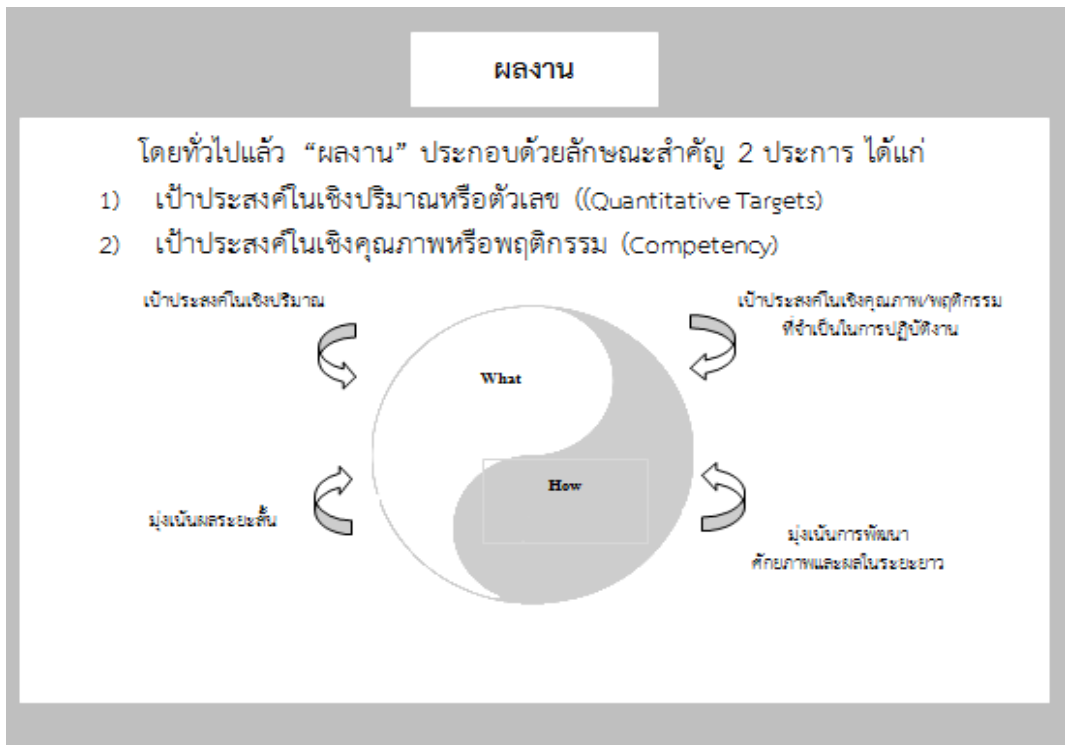 ผลงาน
โดยทั่วไปแล้ว “ผลงาน” ประกอบด้วยลักษณะสำคัญ 2 ประการ ได้แก่
1) เป้าประสงค์ในเชิงปริมาณหรือตัวเลข ((Quantitative Targets)
2) เป้าประสงค์ในเชิงคุณภาพหรือพฤติกรรม (Competency)
เป้าประสงค์ในเชิงปริมาณ
เป้าประสงค์ในเชิงคุณภาพ/พฤติกรรม
ที่จำเป็นในการปฏิบัติงาน
What
How
มุ่งเน้นผลระยะสั้น
มุ่งเน้นการพัฒนา
ศักยภาพและผลในระยะยาว